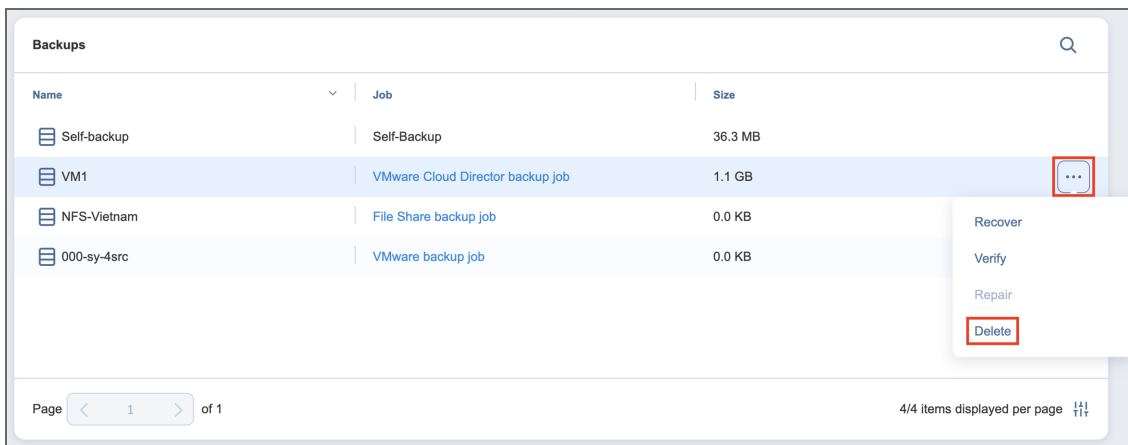 Backups
Name Job Size
Self-backup Self-Backup 36.3 MB
VM1 VMware Cloud Director backup job 1.1 GB
NFS-Vietnam File Share backup job 0.0 KB
Recover
000-sy-4src VMware backup job 0.0 KB
Verify
Repair
Delete
Page 1 of 1 4/4 items displayed per page